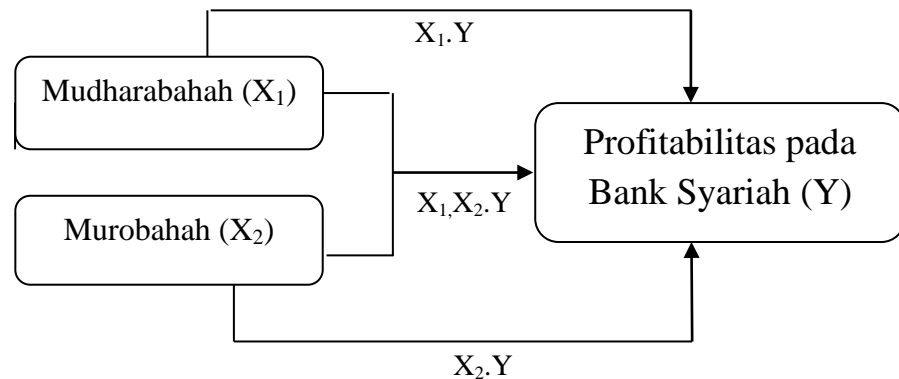 X₁.Y
Mudharabahah (X₁)
Profitabilitas pada
Bank Syariah (Y)
X₁,X₂.Y
Murobahah (X₂)
X₂.Y